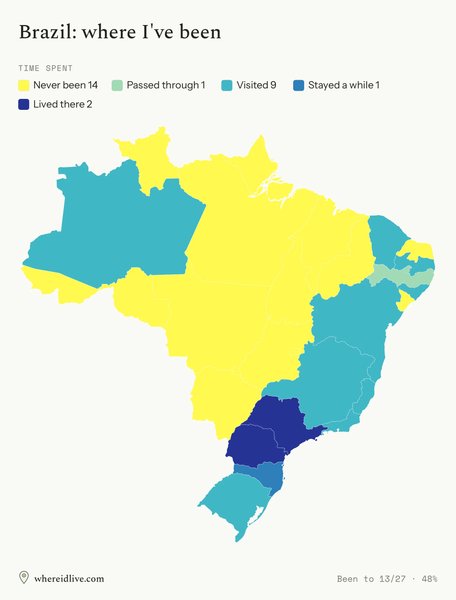 Brazil: where I've been
TIME SPENT
Never been 14 Passed through 1 Visited 9 Stayed a while 1
Lived there 2
whereidlive.com Been to 13/27 · 48%